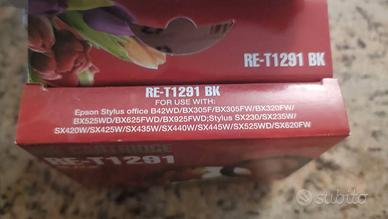 RE-T1291 BK
RE-T1291 BK
FOR USE WITH:
Epson Stylus office B42WD/BX305F/BX305FW/BX320FW/
BX525WD/BX625FWD/BX925FWD;Stylus SX230/SX235W/
SX420W/SX425W/SX435W/SX440W/SX445W/SX525WD/SX620FW
RE-T1291
subito